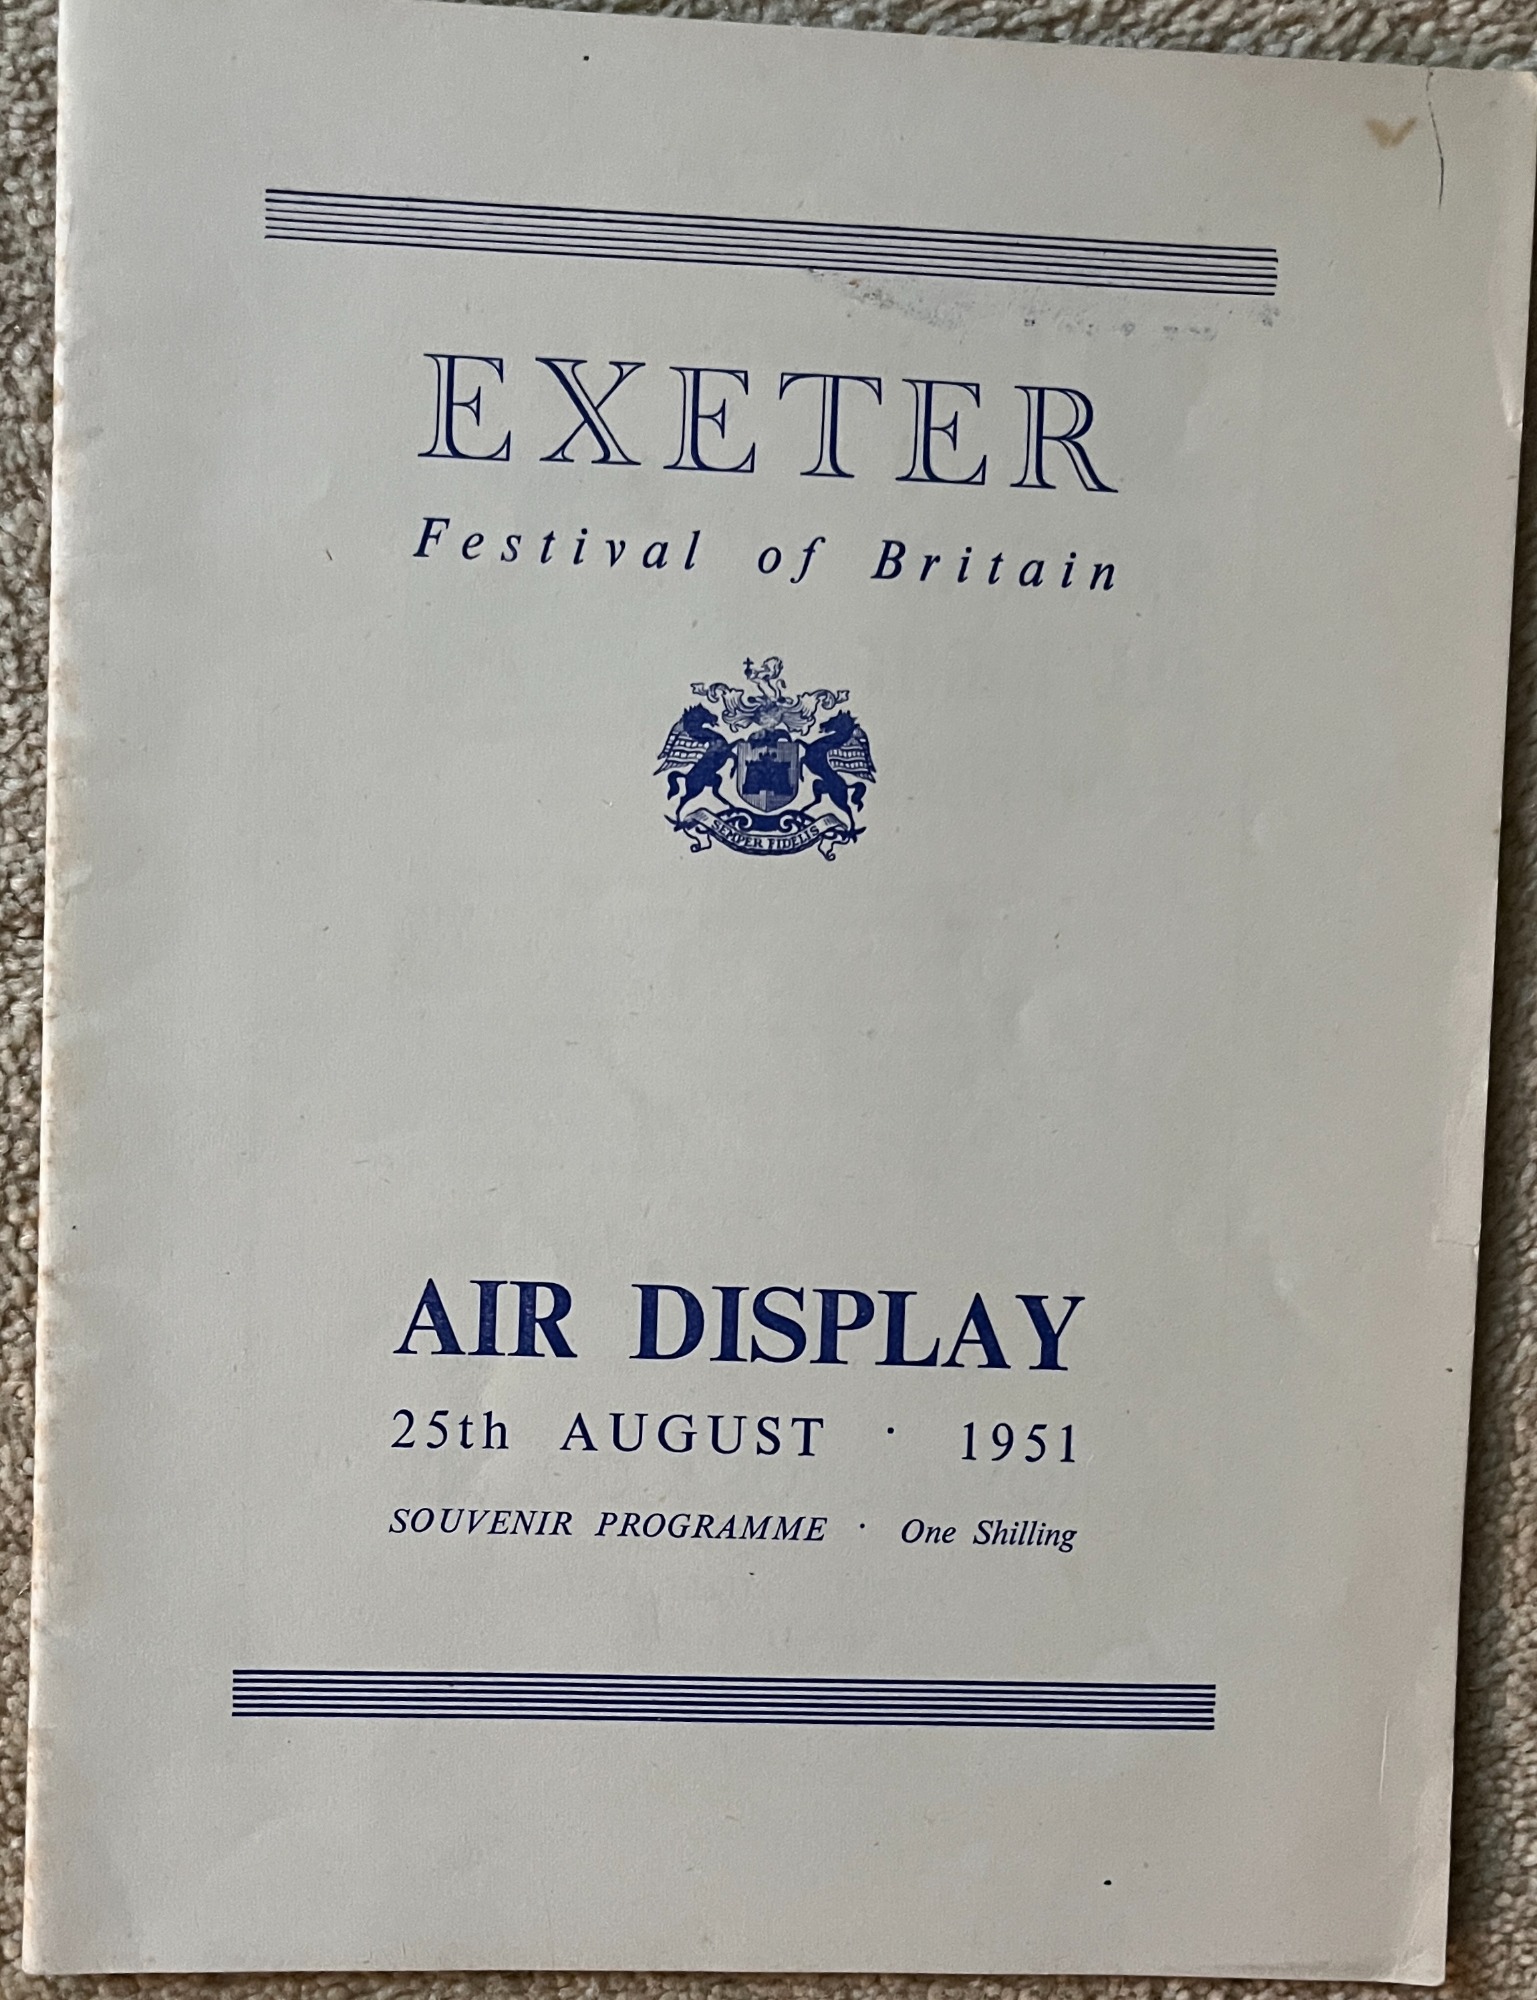 EXETER
Festival of Britain
SEMPER FIDELIS
AIR DISPLAY
25th AUGUST · 1951
SOUVENIR PROGRAMME · One Shilling